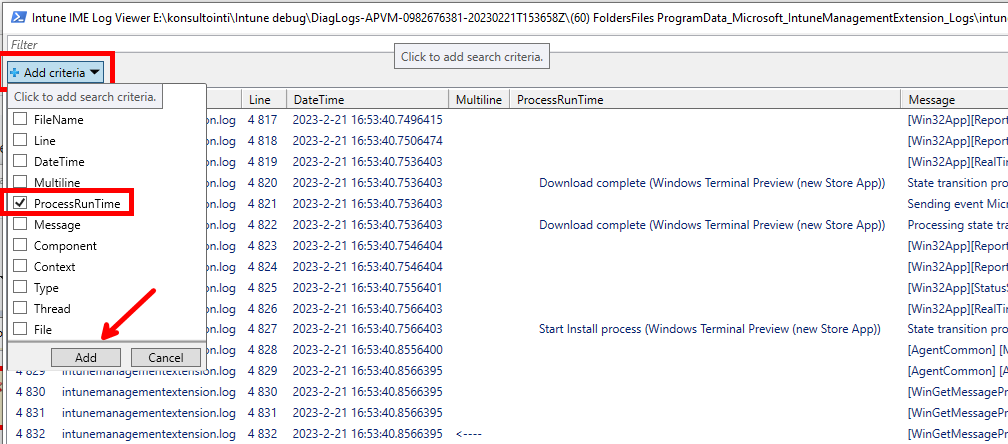 Intune IME Log Viewer E:\konsultointi\Intune debug\DiagLogs-APVM-0982676381-20230221T153658Z\(60) FoldersFiles ProgramData_Microsoft_IntuneManagementExtension_Logs\intune
Filter
Click to add search criteria.
+ Add criteria
Click to add search criteria.
Line DateTime Multiline ProcessRunTime Message
FileName
Line
DateTime
Multiline
ProcessRunTime
Message
Component
Context
Type
Thread
File
Add Cancel
on.log 4 817 2023-2-21 16:53:40.7496415 [Win32App][Report
on.log 4 818 2023-2-21 16:53:40.7506474 [Win32App][Report
on.log 4 819 2023-2-21 16:53:40.7536403 [Win32App][RealTi
on.log 4 820 2023-2-21 16:53:40.7536403 Download complete (Windows Terminal Preview (new Store App)) State transition pro
on.log 4 821 2023-2-21 16:53:40.7536403 Sending event Micr
on.log 4 822 2023-2-21 16:53:40.7536403 Download complete (Windows Terminal Preview (new Store App)) Processing state tra
on.log 4 823 2023-2-21 16:53:40.7546404 [Win32App][Report
on.log 4 824 2023-2-21 16:53:40.7546404 [Win32App][Report
on.log 4 825 2023-2-21 16:53:40.7556401 [Win32App][StatusS
on.log 4 826 2023-2-21 16:53:40.7566403 [Win32App][RealTi
on.log 4 827 2023-2-21 16:53:40.7566403 Start Install process (Windows Terminal Preview (new Store App)) State transition pro
on.log 4 828 2023-2-21 16:53:40.8556400 [AgentCommon] [M
4 829 intunemanagementextension.log 4 829 2023-2-21 16:53:40.8566395 [AgentCommon] [A
4 830 intunemanagementextension.log 4 830 2023-2-21 16:53:40.8566395 [WinGetMessagePr
4 831 intunemanagementextension.log 4 831 2023-2-21 16:53:40.8566395 [WinGetMessagePr
4 832 intunemanagementextension.log 4 832 2023-2-21 16:53:40.8566395 <---- [WinGetMessagePr